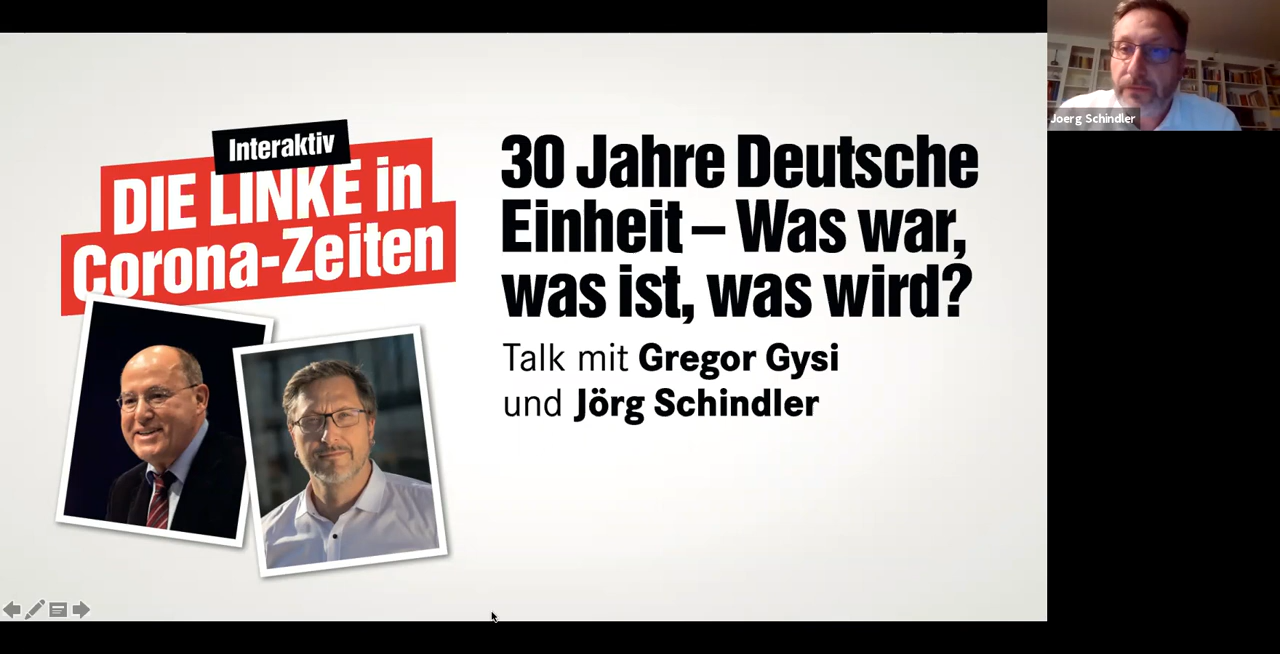 Interaktiv
DIE LINKE in
Corona-Zeiten
30 Jahre Deutsche
Einheit – Was war,
was ist, was wird?
Talk mit Gregor Gysi
und Jörg Schindler
Joerg Schindler